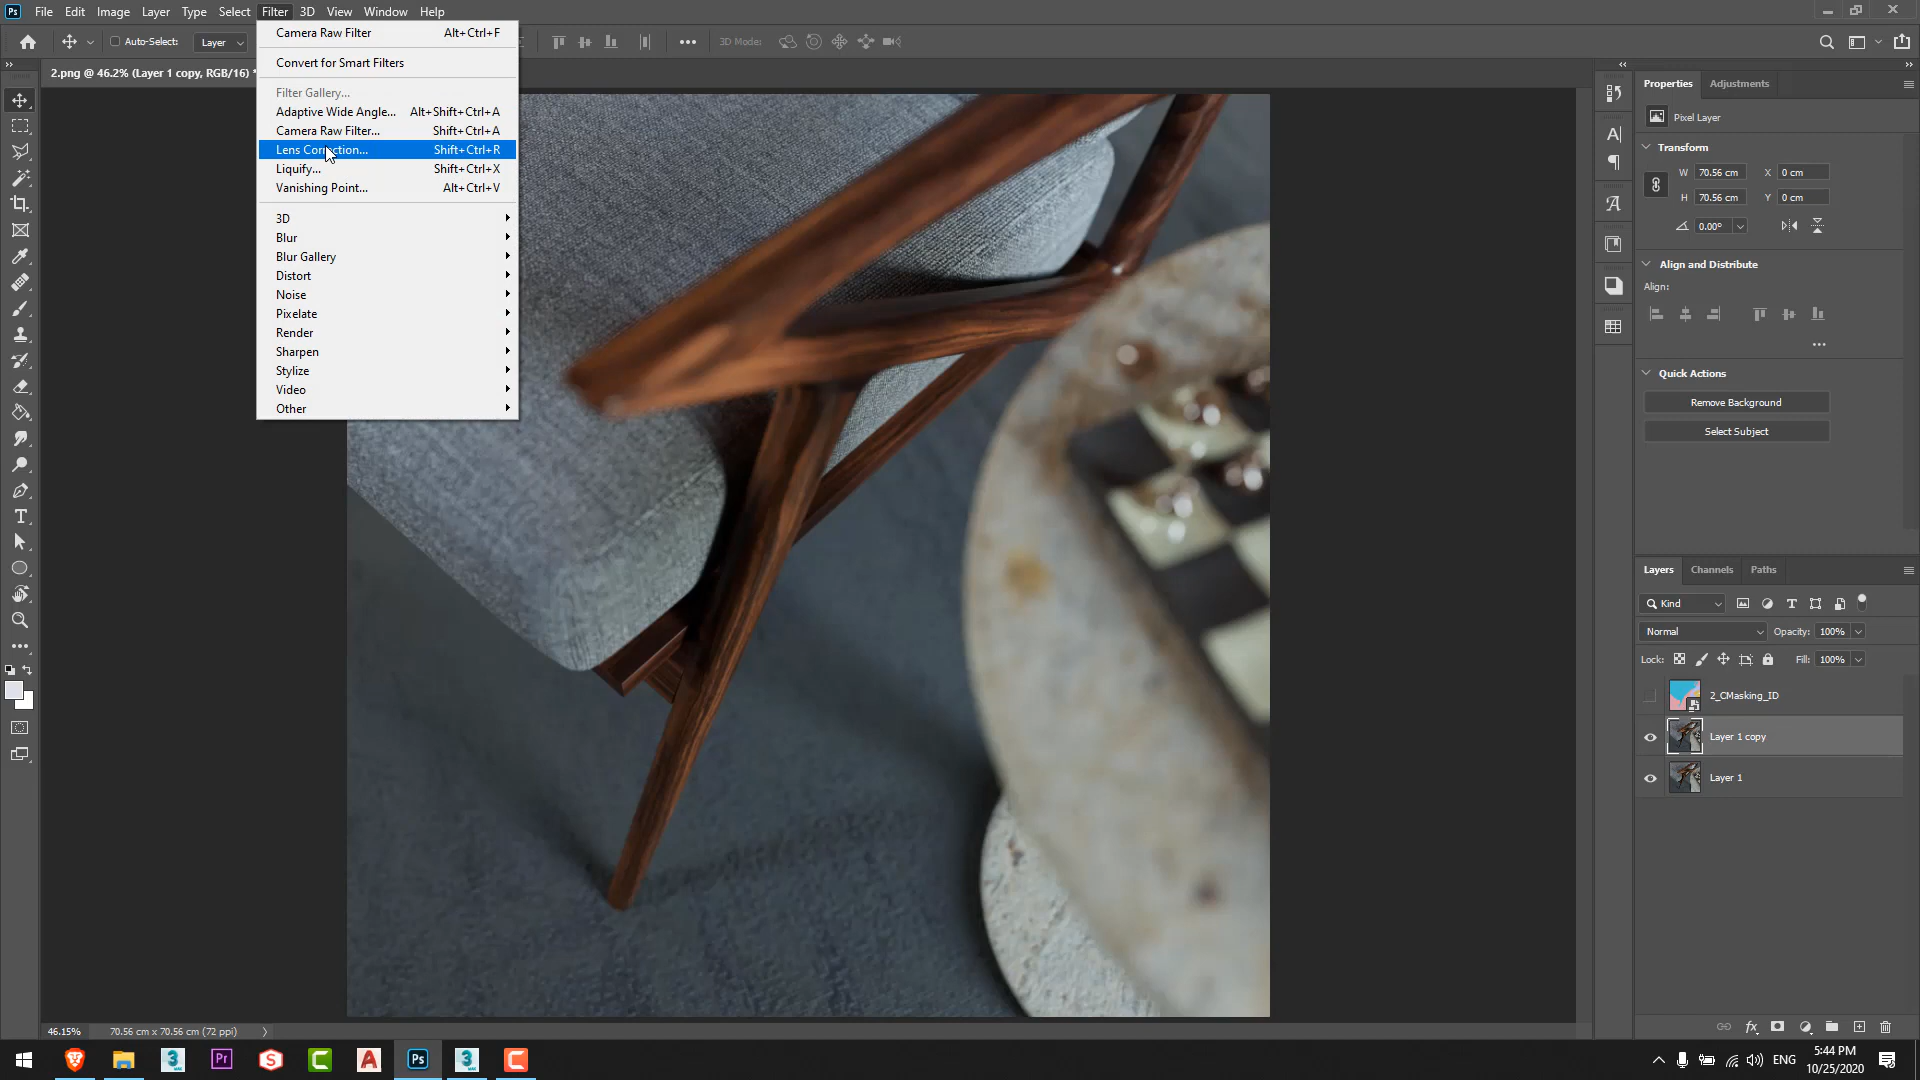 Ps File Edit Image Layer Type Select Filter 3D View Window Help
Auto-Select: Layer 3D Mode:
2.png @ 46.2% (Layer 1 copy, RGB/16) *
Camera Raw Filter Alt+Ctrl+F
Convert for Smart Filters
Filter Gallery...
Adaptive Wide Angle... Alt+Shift+Ctrl+A
Camera Raw Filter... Shift+Ctrl+A
Lens Correction... Shift+Ctrl+R
Liquify... Shift+Ctrl+X
Vanishing Point... Alt+Ctrl+V
3D
Blur
Blur Gallery
Distort
Noise
Pixelate
Render
Sharpen
Stylize
Video
Other
Properties Adjustments
Pixel Layer
Transform
W 70.56 cm X 0 cm
H 70.56 cm Y 0 cm
0.00°
Align and Distribute
Align:
Quick Actions
Remove Background
Select Subject
Layers Channels Paths
Kind
Normal Opacity: 100%
Lock: Fill: 100%
2_CMasking_ID
Layer 1 copy
Layer 1
46.15% 70.56 cm x 70.56 cm (72 ppi)
ENG
5:44 PM
10/25/2020